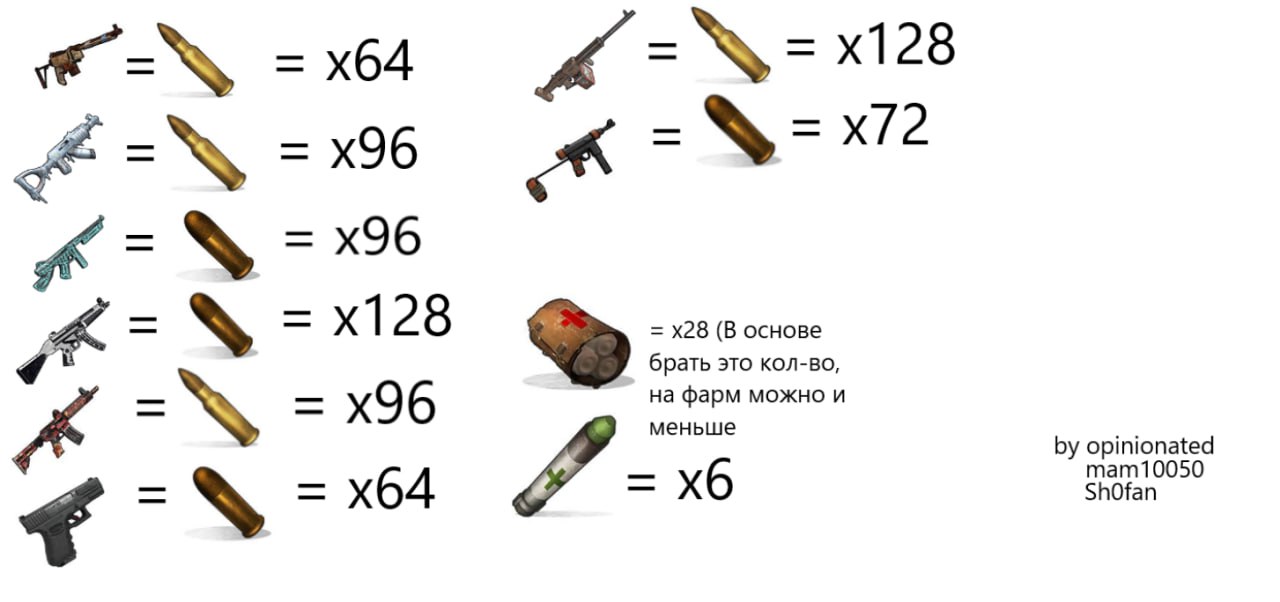 = = x64
= = x96
= = x96
= = x128
= = x96
= = x64
= = x128
= = x72
= x28 (В основе
брать это кол-во,
на фарм можно и
меньше
= x6
by opinionated
mam10050
Sh0fan